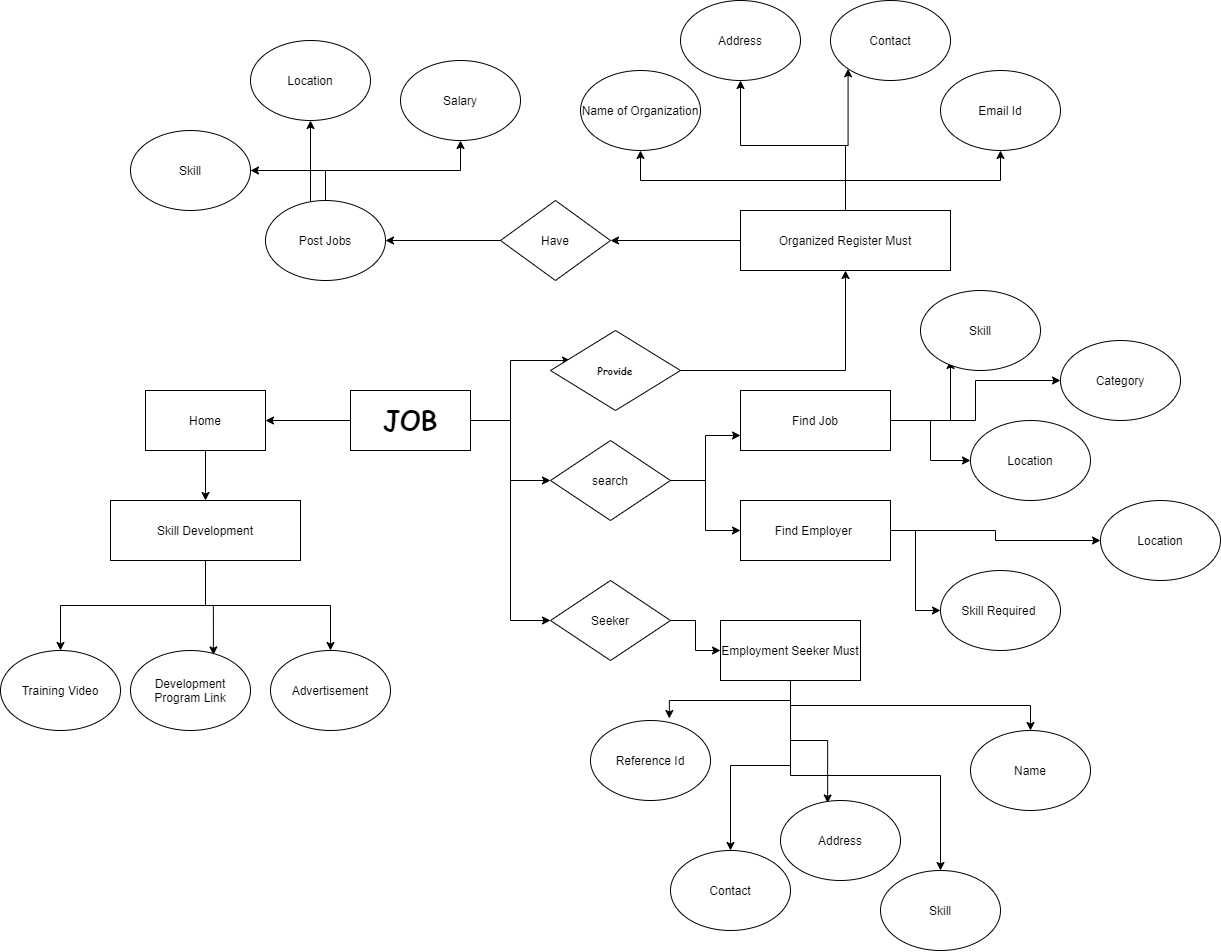 Address
Contact
Location
Salary
Name of Organization
Email Id
Skill
Post Jobs
Have
Organized Register Must
Skill
Provide
Category
Home
JOB
Find Job
Location
search
Skill Development
Find Employer
Location
Skill Required
Seeker
Employment Seeker Must
Training Video
Development
Program Link
Advertisement
Reference Id
Name
Address
Contact
Skill